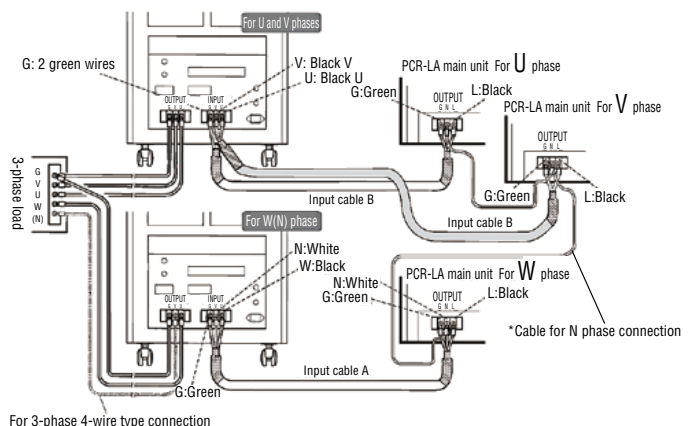 For U and V phases
G: 2 green wires
V: Black V
U: Black U
OUTPUT
G V U
INPUT
G V U
PCR-LA main unit For U phase
G:Green
L:Black
OUTPUT
G N L
PCR-LA main unit For V phase
OUTPUT
G N L
G:Green
L:Black
3-phase load
G
V
U
W
(N)
Input cable B
Input cable B
For W(N) phase
N:White
W:Black
OUTPUT
G V U
INPUT
G V U
G:Green
Input cable A
PCR-LA main unit For W phase
N:White
G:Green
L:Black
OUTPUT
G N L
*Cable for N phase connection
For 3-phase 4-wire type connection